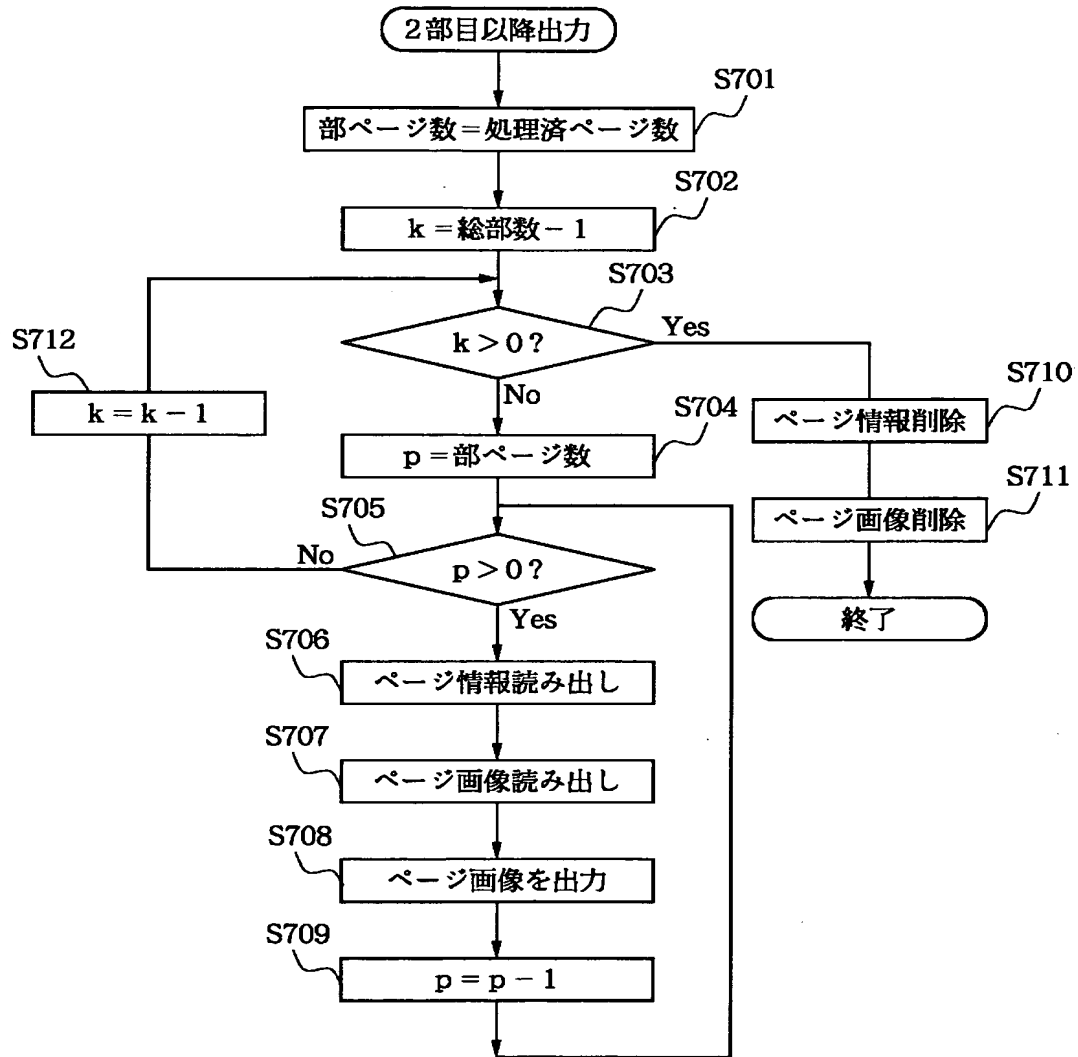 2部目以降出力
S701
部ページ数=処理済ページ数
S702
k=総部数-1
S703
k>0?
Yes
No
S712
k=k-1
S710
ページ情報削除
S704
p=部ページ数
S711
ページ画像削除
S705
No
p>0?
Yes
終了
S706
ページ情報読み出し
S707
ページ画像読み出し
S708
ページ画像を出力
S709
p=p-1